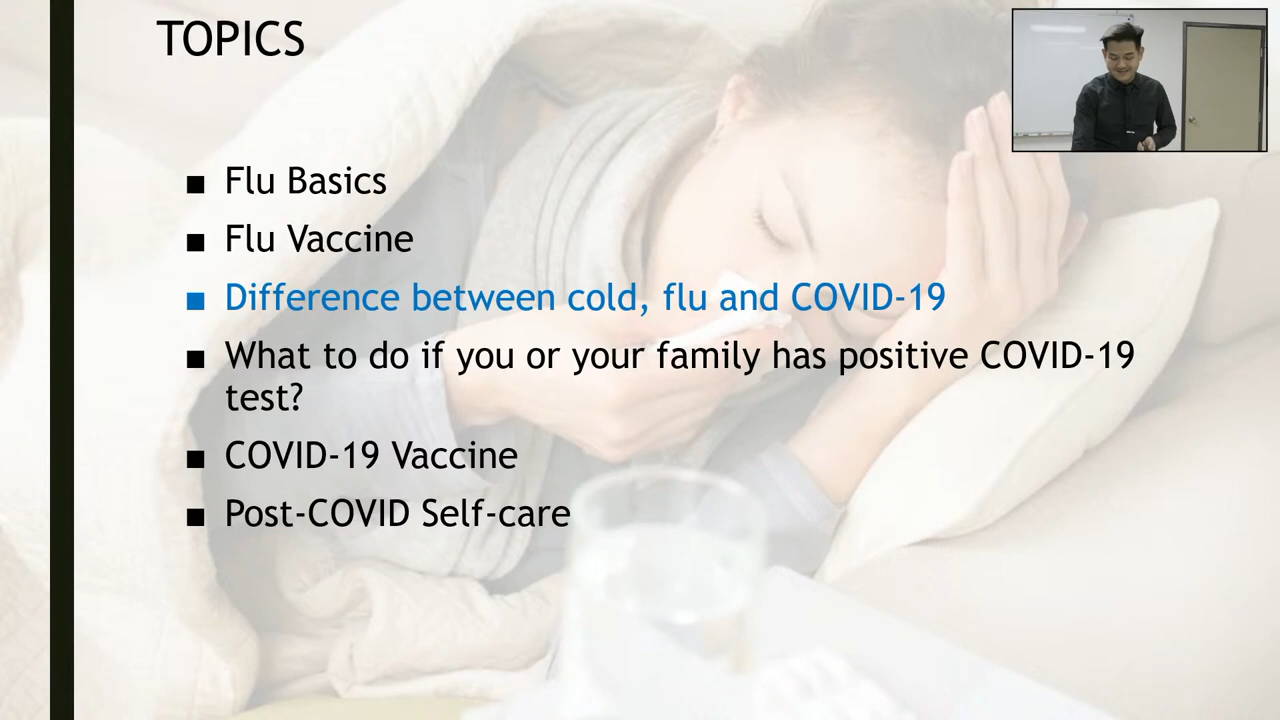 TOPICS
■ Flu Basics
■ Flu Vaccine
■ Difference between cold, flu and COVID-19
■ What to do if you or your family has positive COVID-19
test?
■ COVID-19 Vaccine
■ Post-COVID Self-care